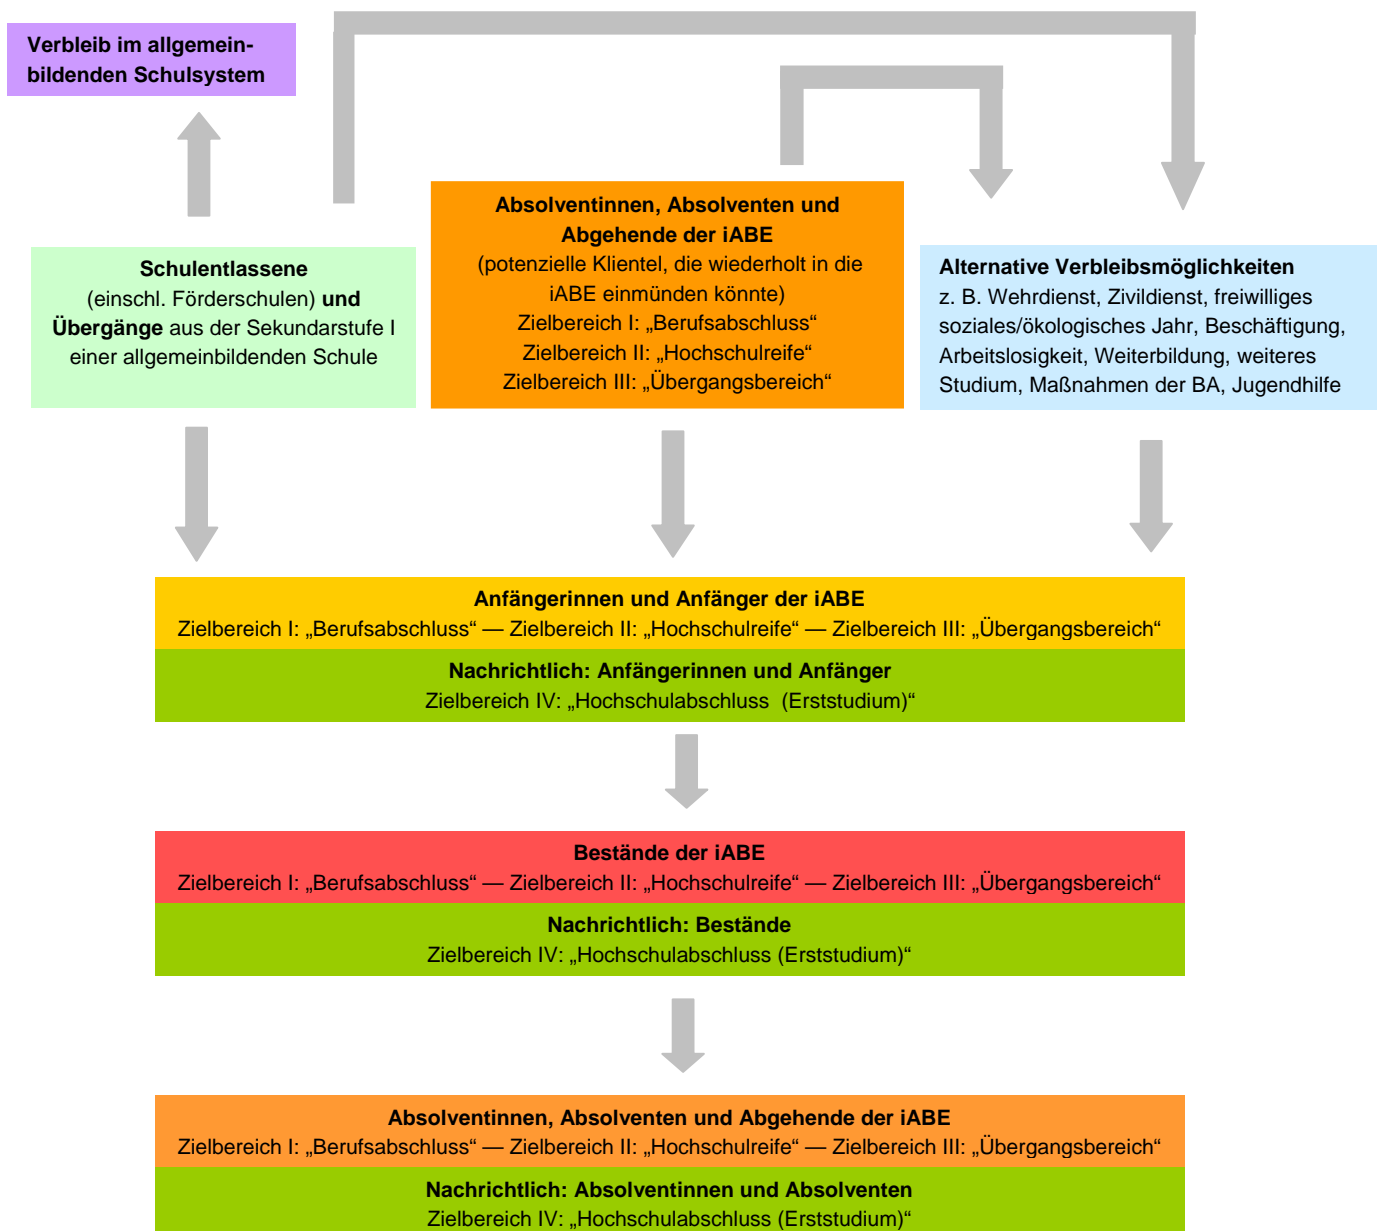 Verbleib im allgemein-
bildenden Schulsystem
Schulentlassene
(einschl. Förderschulen) und
Übergänge aus der Sekundarstufe I
einer allgemeinbildenden Schule
Absolventinnen, Absolventen und
Abgehende der iABE
(potenzielle Klientel, die wiederholt in die
iABE einmünden könnte)
Zielbereich I: „Berufsabschluss“
Zielbereich II: „Hochschulreife“
Zielbereich III: „Übergangsbereich“
Alternative Verbleibsmöglichkeiten
z. B. Wehrdienst, Zivildienst, freiwilliges
soziales/ökologisches Jahr, Beschäftigung,
Arbeitslosigkeit, Weiterbildung, weiteres
Studium, Maßnahmen der BA, Jugendhilfe
Anfängerinnen und Anfänger der iABE
Zielbereich I: „Berufsabschluss“ — Zielbereich II: „Hochschulreife“ — Zielbereich III: „Übergangsbereich“
Nachrichtlich: Anfängerinnen und Anfänger
Zielbereich IV: „Hochschulabschluss (Erststudium)“
Bestände der iABE
Zielbereich I: „Berufsabschluss“ — Zielbereich II: „Hochschulreife“ — Zielbereich III: „Übergangsbereich“
Nachrichtlich: Bestände
Zielbereich IV: „Hochschulabschluss (Erststudium)“
Absolventinnen, Absolventen und Abgehende der iABE
Zielbereich I: „Berufsabschluss“ — Zielbereich II: „Hochschulreife“ — Zielbereich III: „Übergangsbereich“
Nachrichtlich: Absolventinnen und Absolventen
Zielbereich IV: „Hochschulabschluss (Erststudium)“